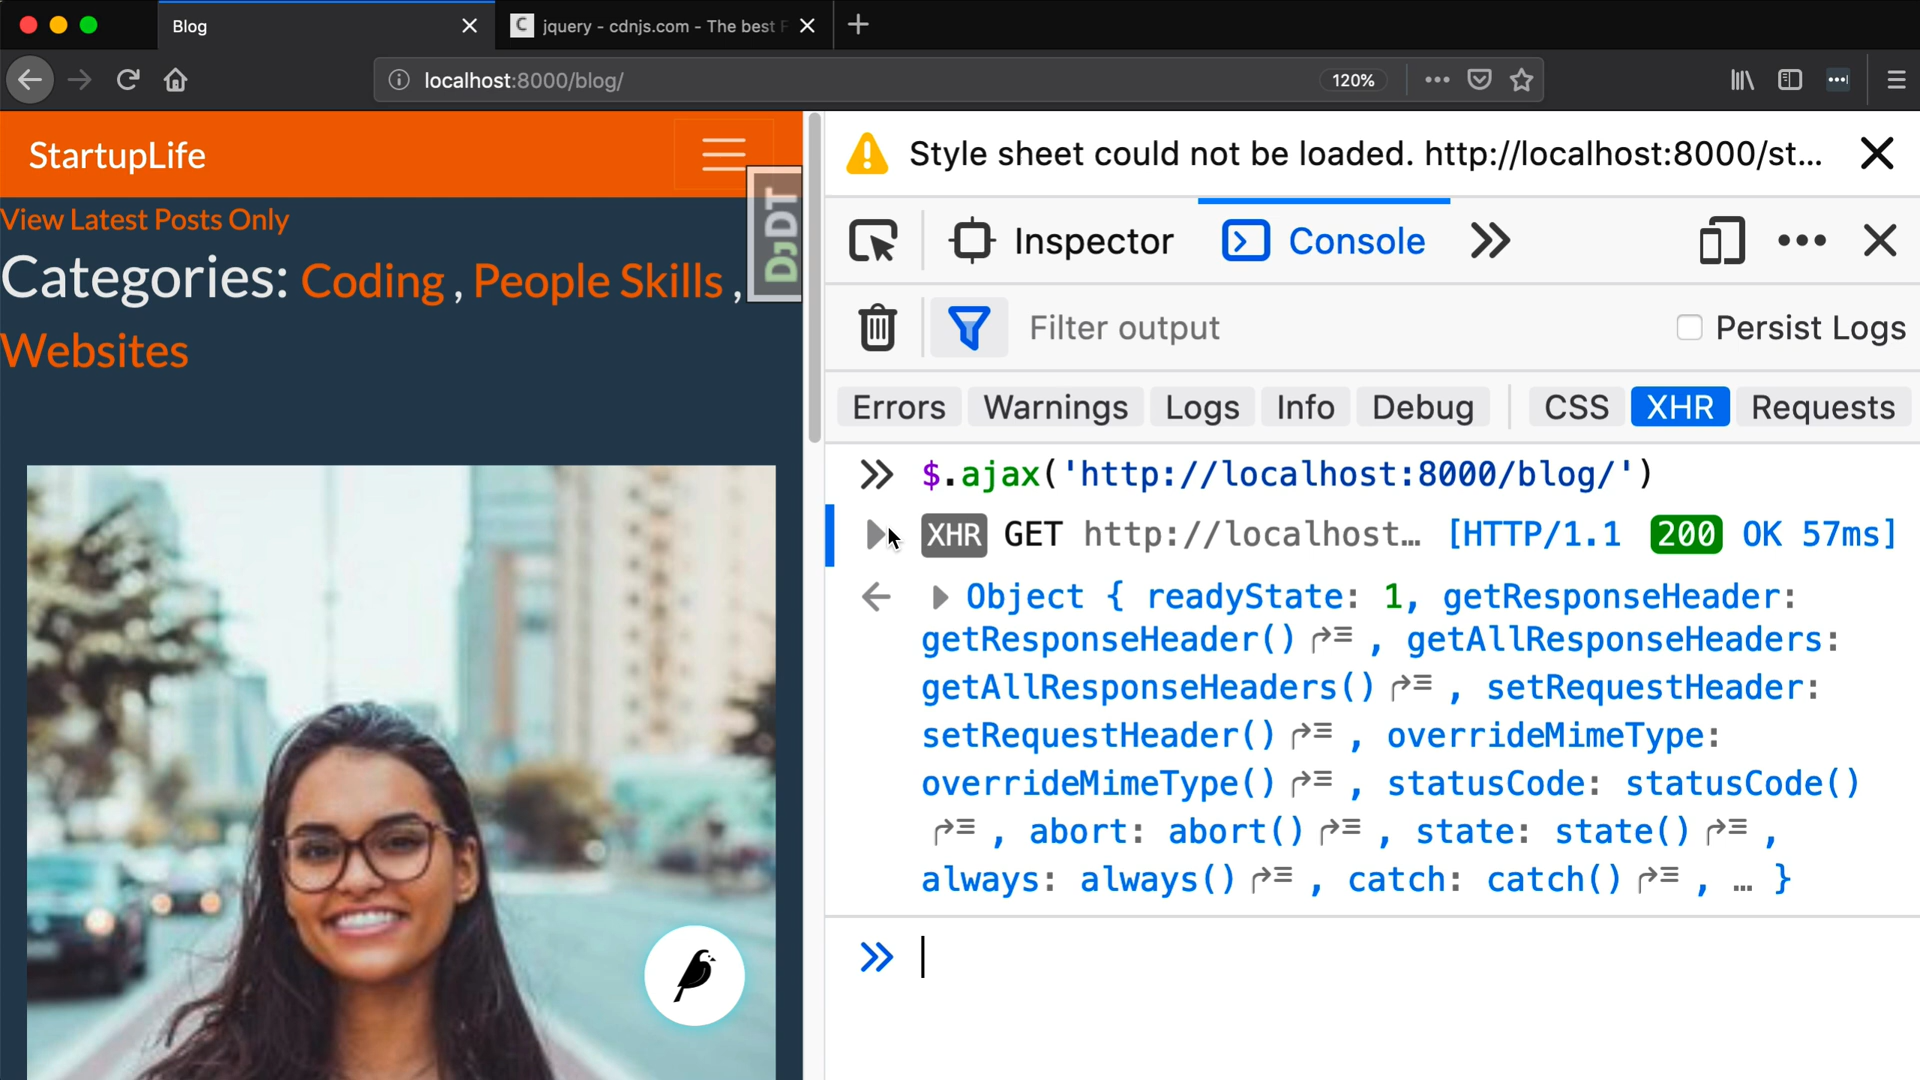 Blog
jquery - cdnjs.com - The best F
localhost:8000/blog/
120%
StartupLife
View Latest Posts Only
Categories: Coding , People Skills ,
Websites
DjDT
Style sheet could not be loaded. http://localhost:8000/st...
Inspector
Console
Filter output
Persist Logs
Errors
Warnings
Logs
Info
Debug
CSS
XHR
Requests
$.ajax('http://localhost:8000/blog/')
XHR GET http://localhost… [HTTP/1.1 200 OK 57ms]
Object { readyState: 1, getResponseHeader:
getResponseHeader() , getAllResponseHeaders:
getAllResponseHeaders() , setRequestHeader:
setRequestHeader() , overrideMimeType:
overrideMimeType() , statusCode: statusCode()
, abort: abort() , state: state() ,
always: always() , catch: catch() , … }